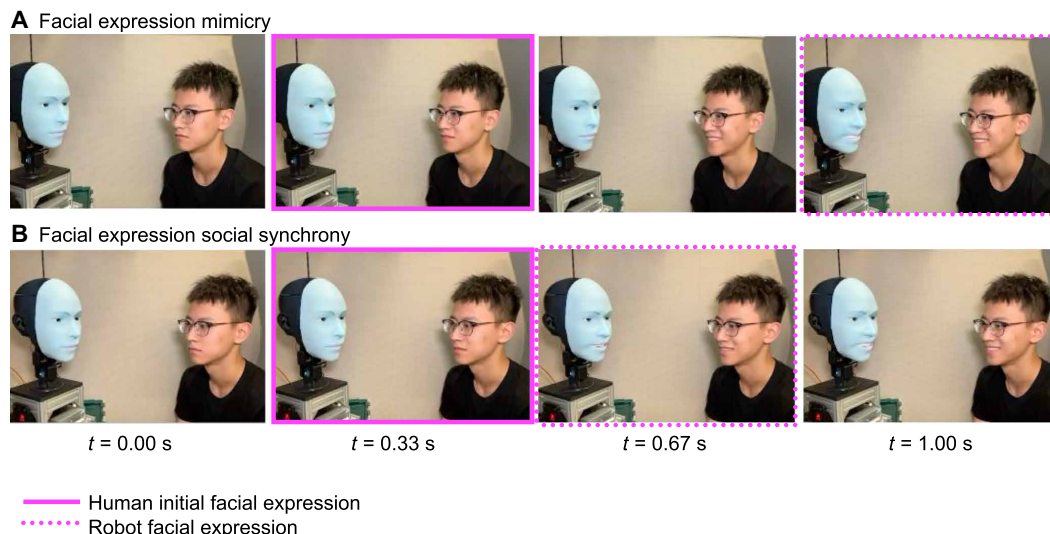 A Facial expression mimicry
B Facial expression social synchrony
t = 0.00 s
t = 0.33 s
t = 0.67 s
t = 1.00 s
Human initial facial expression
Robot facial expression